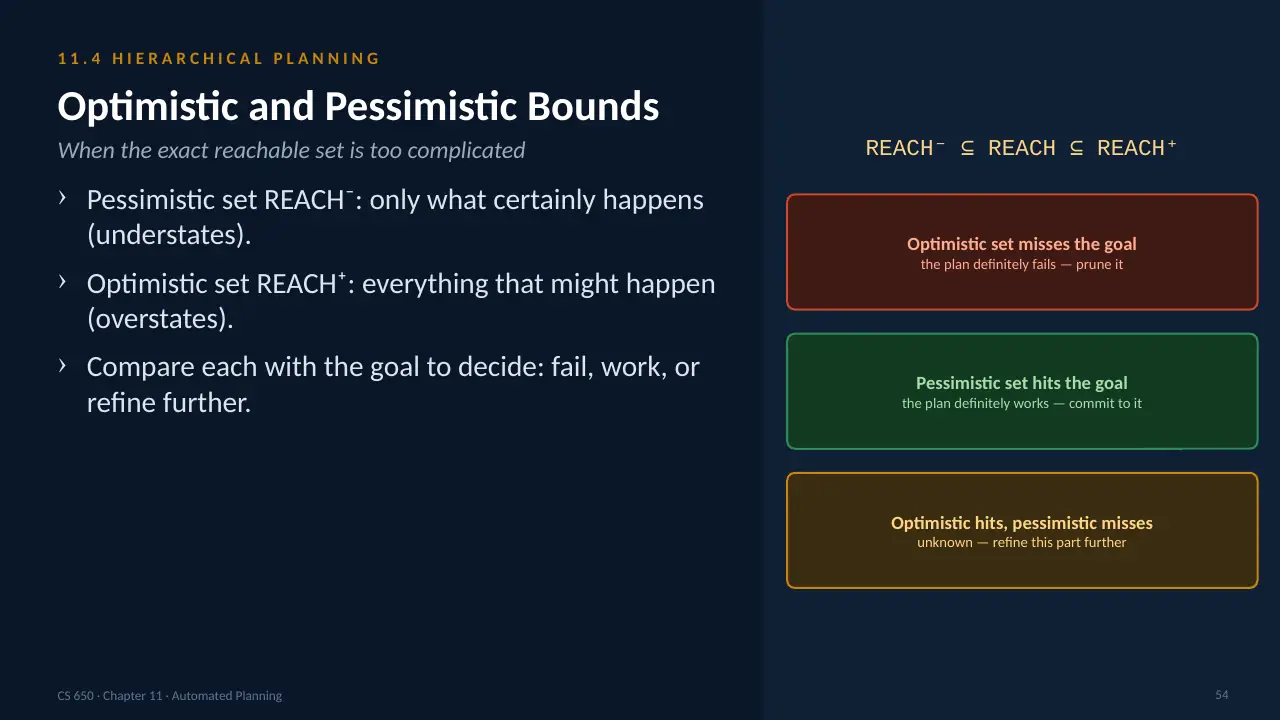 11.4 HIERARCHICAL PLANNING
Optimistic and Pessimistic Bounds
When the exact reachable set is too complicated
› Pessimistic set REACH⁻: only what certainly happens
(understates).
› Optimistic set REACH⁺: everything that might happen
(overstates).
› Compare each with the goal to decide: fail, work, or
refine further.
REACH⁻ ⊆ REACH ⊆ REACH⁺
Optimistic set misses the goal
the plan definitely fails — prune it
Pessimistic set hits the goal
the plan definitely works — commit to it
Optimistic hits, pessimistic misses
unknown — refine this part further
CS 650 · Chapter 11 · Automated Planning
54